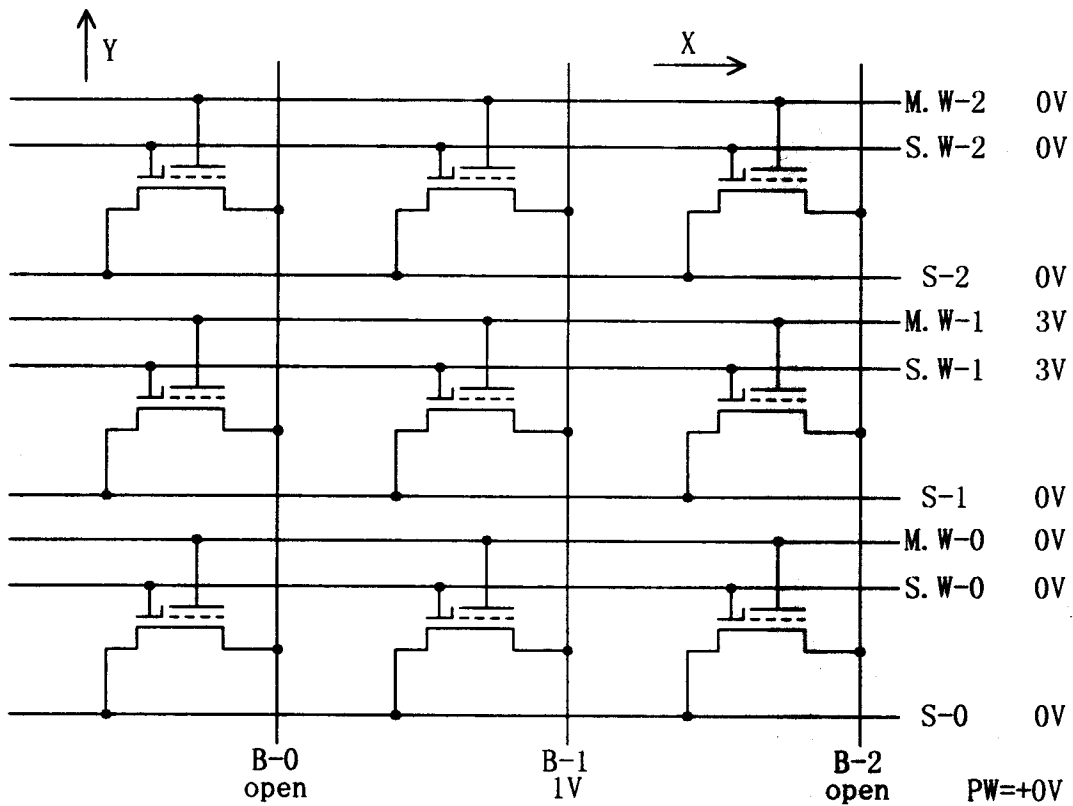 Y
X
M. W-2 0V
S. W-2 0V
S-2 0V
M. W-1 3V
S. W-1 3V
S-1 0V
M. W-0 0V
S. W-0 0V
S-0 0V
B-0 B-1 B-2
open 1V open PW=+0V